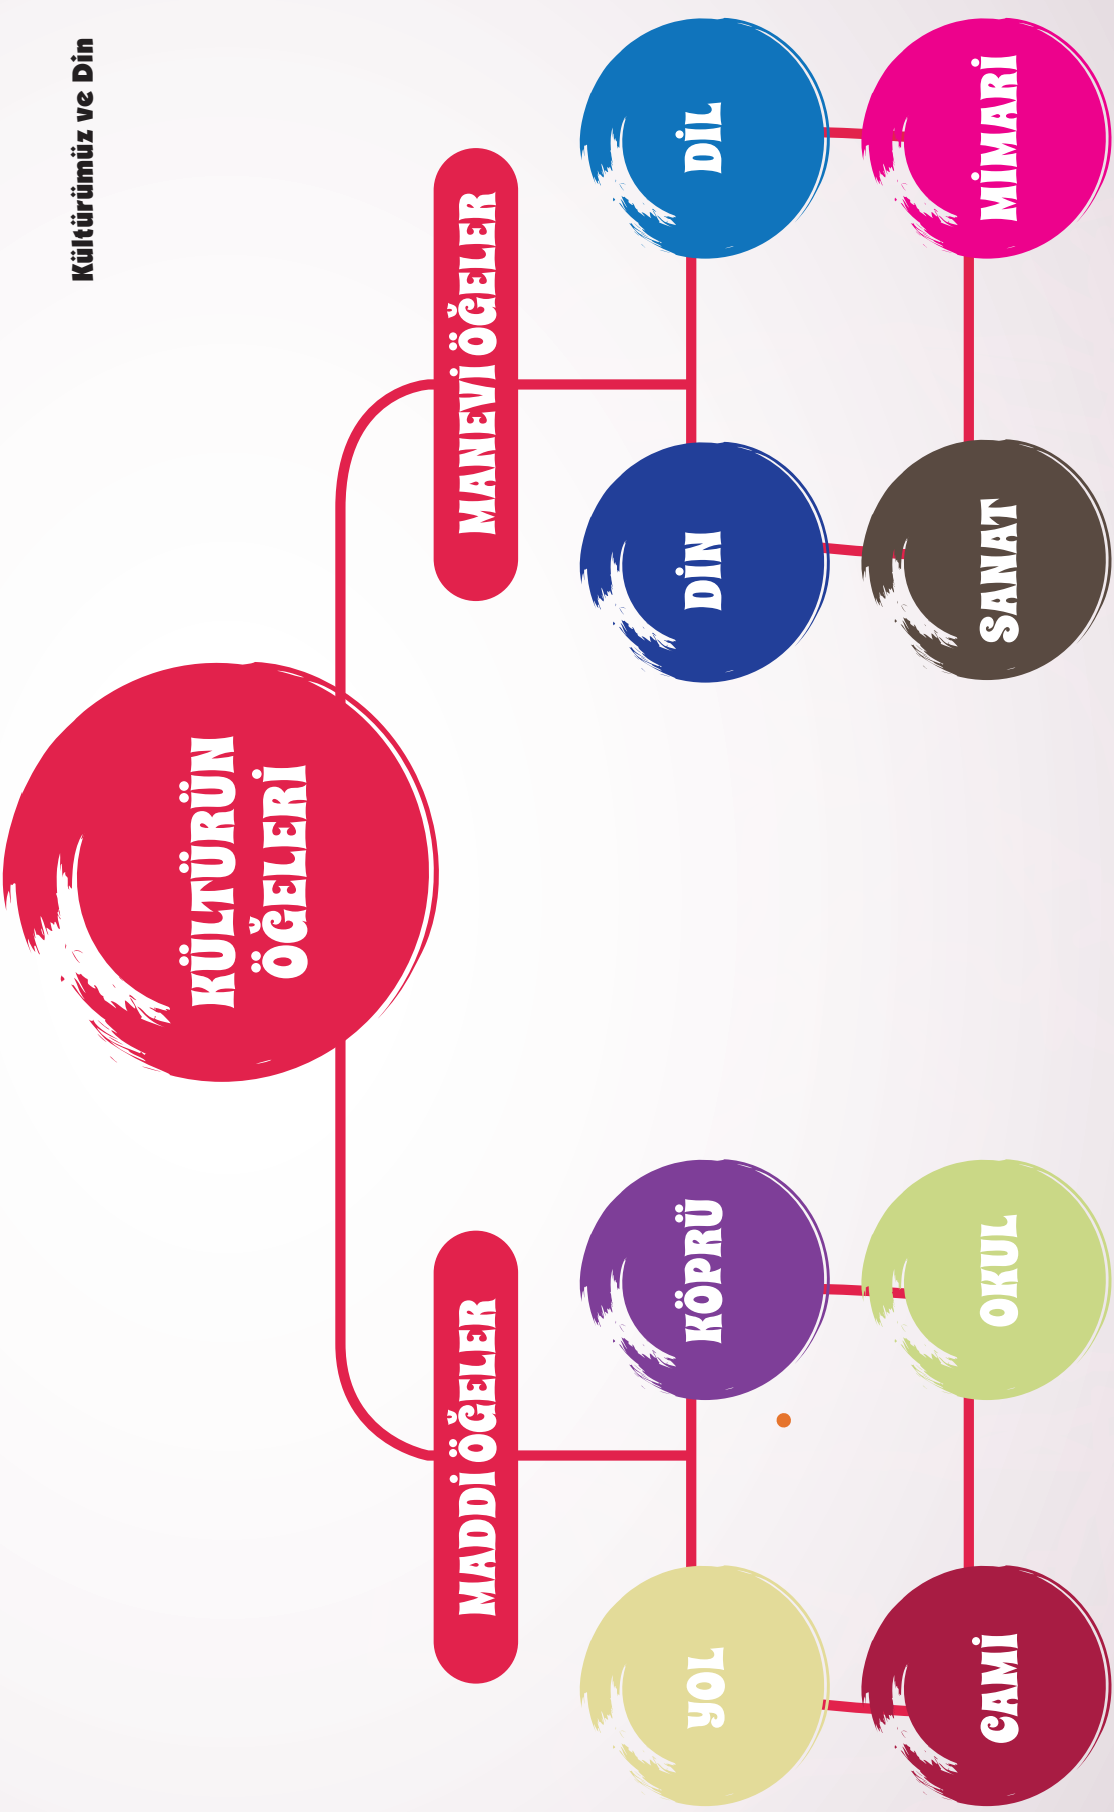 Kültürümüz ve Din
KÜLTÜRÜN
ÖĞELERİ
MADDİ ÖĞELER
MANEVİ ÖĞELER
YOL
KÖPRÜ
DİN
DİL
CAMİ
OKUL
SANAT
MİMARİ